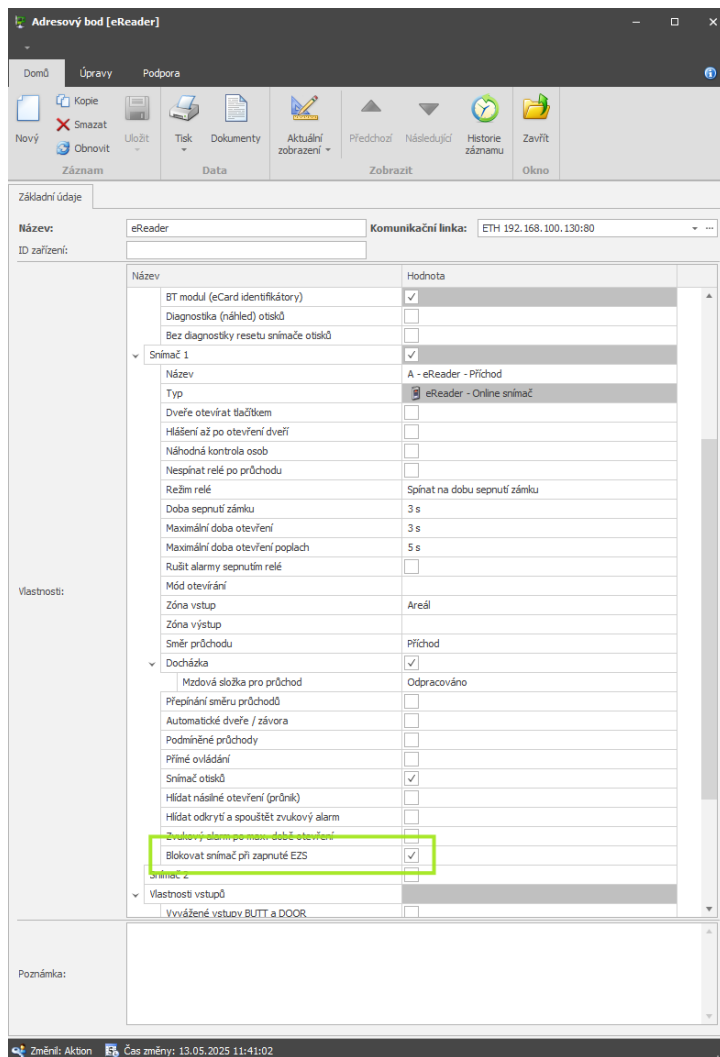 Adresový bod [eReader]
Domů Úpravy Podpora
Nový Kopie Smazat Obnovit Uložit Tisk Dokumenty Aktuální zobrazení Předchozí Následující Historie záznamu Zavřít
Záznam Data Zobrazit Okno
Základní údaje
Název: eReader Komunikační linka: ETH 192.168.100.130:80
ID zařízení:
Název Hodnota
BT modul (eCard identifikátory)
Diagnostika (náhled) otisků
Bez diagnostiky resetu snímače otisků
Snímač 1
Název A - eReader - Příchod
Typ eReader - Online snímač
Dveře otevírat tlačítkem
Hlášení až po otevření dveří
Náhodná kontrola osob
Nespínat relé po průchodu
Režim relé Spínat na dobu sepnutí zámku
Doba sepnutí zámku 3 s
Maximální doba otevření 3 s
Maximální doba otevření poplach 5 s
Rušit alarmy sepnutím relé
Vlastnosti: Mód otevírání
Zóna vstup Areál
Zóna výstup
Směr průchodu Příchod
Docházka
Mzdová složka pro průchod Odpracováno
Přepínání směru průchodů
Automatické dveře / závora
Podmíněné průchody
Přímé ovládání
Snímač otisků
Hlídat násilné otevření (průnik)
Hlídat odkrytí a spouštět zvukový alarm
Zvukový alarm po max. době otevření
Blokovat snímač při zapnuté EZS
Snímač 2
Vlastnosti vstupů
Vyvážené vstupy BUTT a DOOR
Poznámka:
Změnil: Aktion Čas změny: 13.05.2025 11:41:02